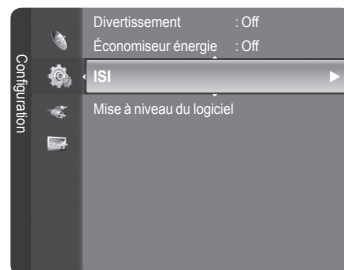 Configuration
Divertissement : Off
Économiseur énergie : Off
ISI
Mise à niveau du logiciel